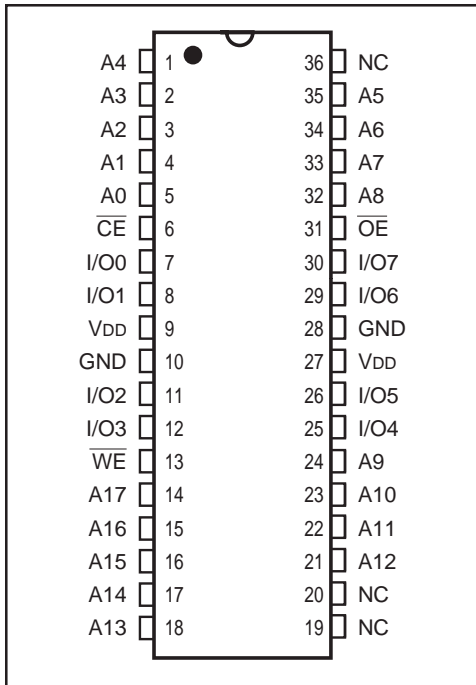 A4 1 36 NC
A3 2 35 A5
A2 3 34 A6
A1 4 33 A7
A0 5 32 A8
CE 6 31 OE
I/O0 7 30 I/O7
I/O1 8 29 I/O6
VDD 9 28 GND
GND 10 27 VDD
I/O2 11 26 I/O5
I/O3 12 25 I/O4
WE 13 24 A9
A17 14 23 A10
A16 15 22 A11
A15 16 21 A12
A14 17 20 NC
A13 18 19 NC